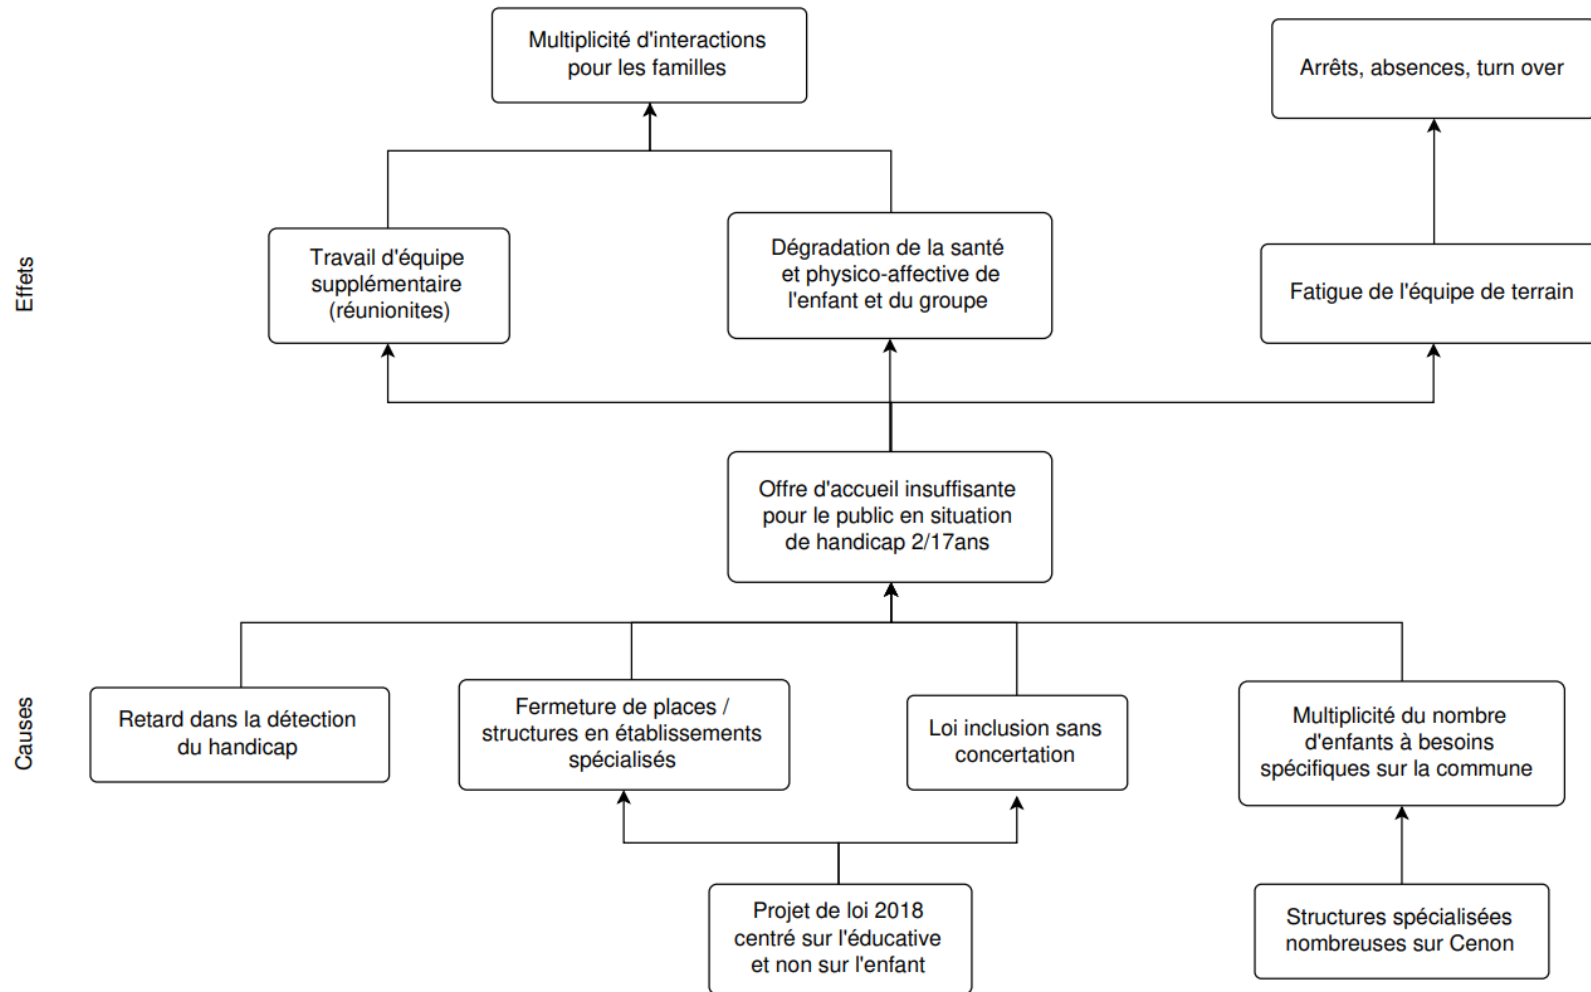 Multiplicité d'interactions
pour les familles
Arrêts, absences, turn over
Effets
Travail d'équipe
supplémentaire
(réunionites)
Dégradation de la santé
et physico-affective de
l'enfant et du groupe
Fatigue de l'équipe de terrain
Offre d'accueil insuffisante
pour le public en situation
de handicap 2/17ans
Causes
Retard dans la détection
du handicap
Fermeture de places /
structures en établissements
spécialisés
Loi inclusion sans
concertation
Multiplicité du nombre
d'enfants à besoins
spécifiques sur la commune
Projet de loi 2018
centré sur l'éducative
et non sur l'enfant
Structures spécialisées
nombreuses sur Cenon